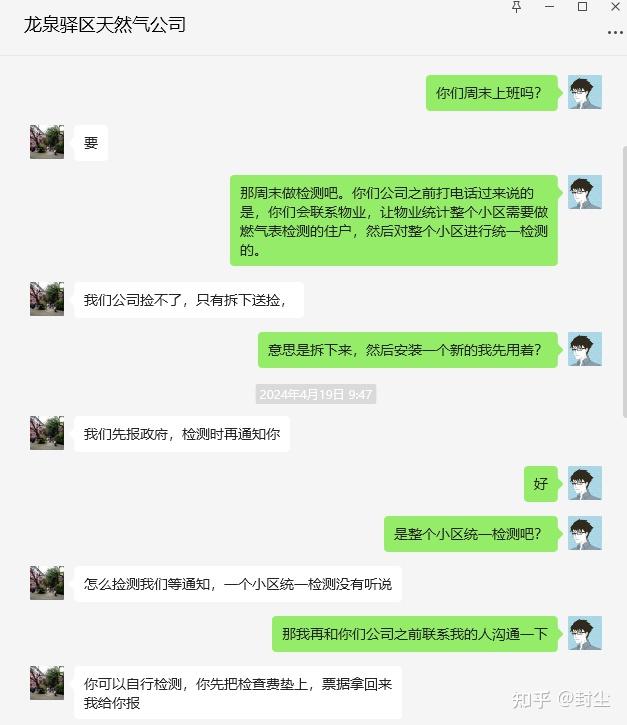 龙泉驿区天然气公司
你们周末上班吗？
要
那周末做检测吧。你们公司之前打电话过来说的
是，你们会联系物业，让物业统计整个小区需要做
燃气表检测的住户，然后对整个小区进行统一检测
的。
我们公司捡不了，只有拆下送捡，
意思是拆下来，然后安装一个新的我先用着？
2024年4月19日 9:47
我们先报政府，检测时再通知你
好
是整个小区统一检测吧？
怎么捡测我们等通知，一个小区统一检测没有听说
那我再和你们公司之前联系我的人沟通一下
你可以自行检测，你先把检查费垫上，票据拿回来
我给你报
知乎 @封尘